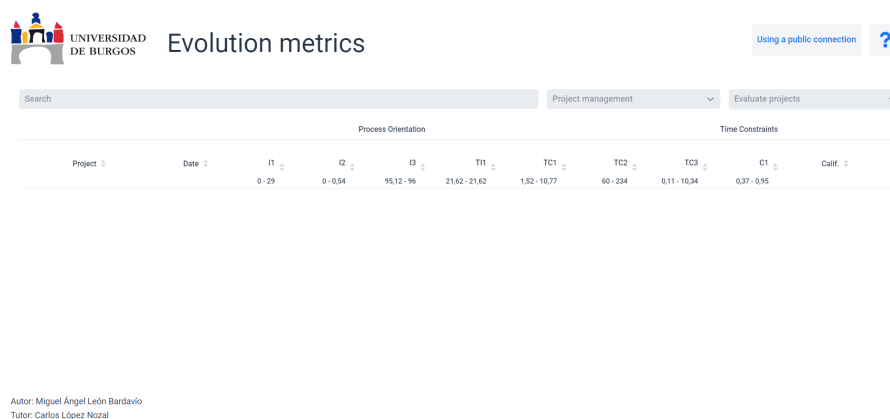 UNIVERSIDAD
DE BURGOS
Evolution metrics
Using a public connection
?
Search
Project management
Evaluate projects
Process Orientation
Time Constraints
Project
Date
I1
I2
I3
TI1
TC1
TC2
TC3
C1
Calif.
0 - 29
0 - 0,54
95,12 - 96
21,62 - 21,62
1,52 - 10,77
60 - 234
0,11 - 10,34
0,37 - 0,95
Autor: Miguel Ángel León Bardavío
Tutor: Carlos López Nozal